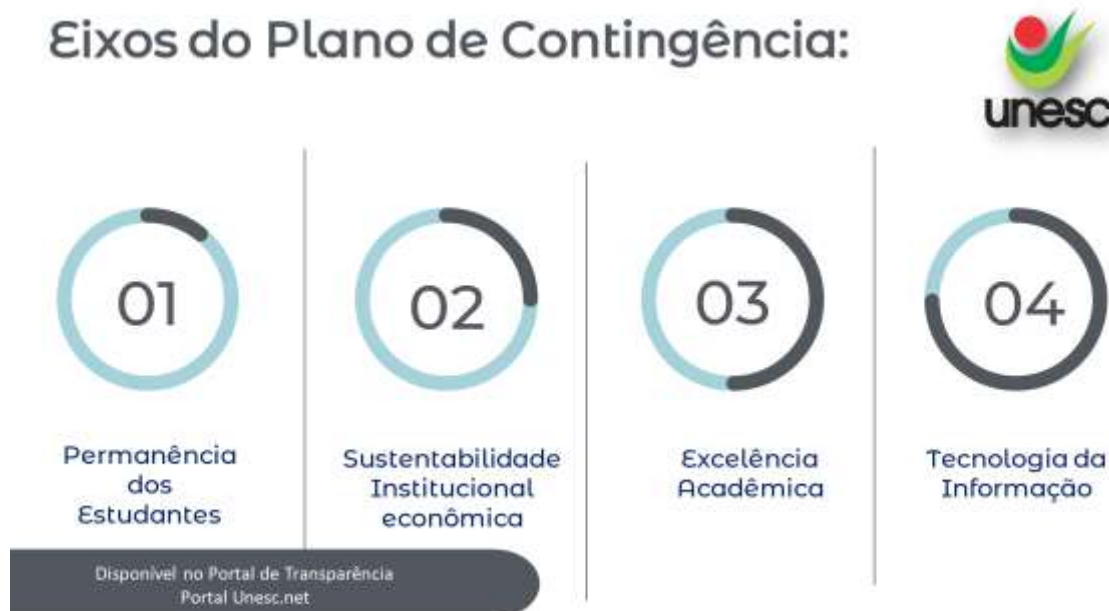 Eixos do Plano de Contingência:
unesc
01
02
03
04
Permanência
dos
Estudantes
Sustentabilidade
Institucional
econômica
Excelência
Acadêmica
Tecnologia da
Informação
Disponível no Portal de Transparência
Portal Unesc.net